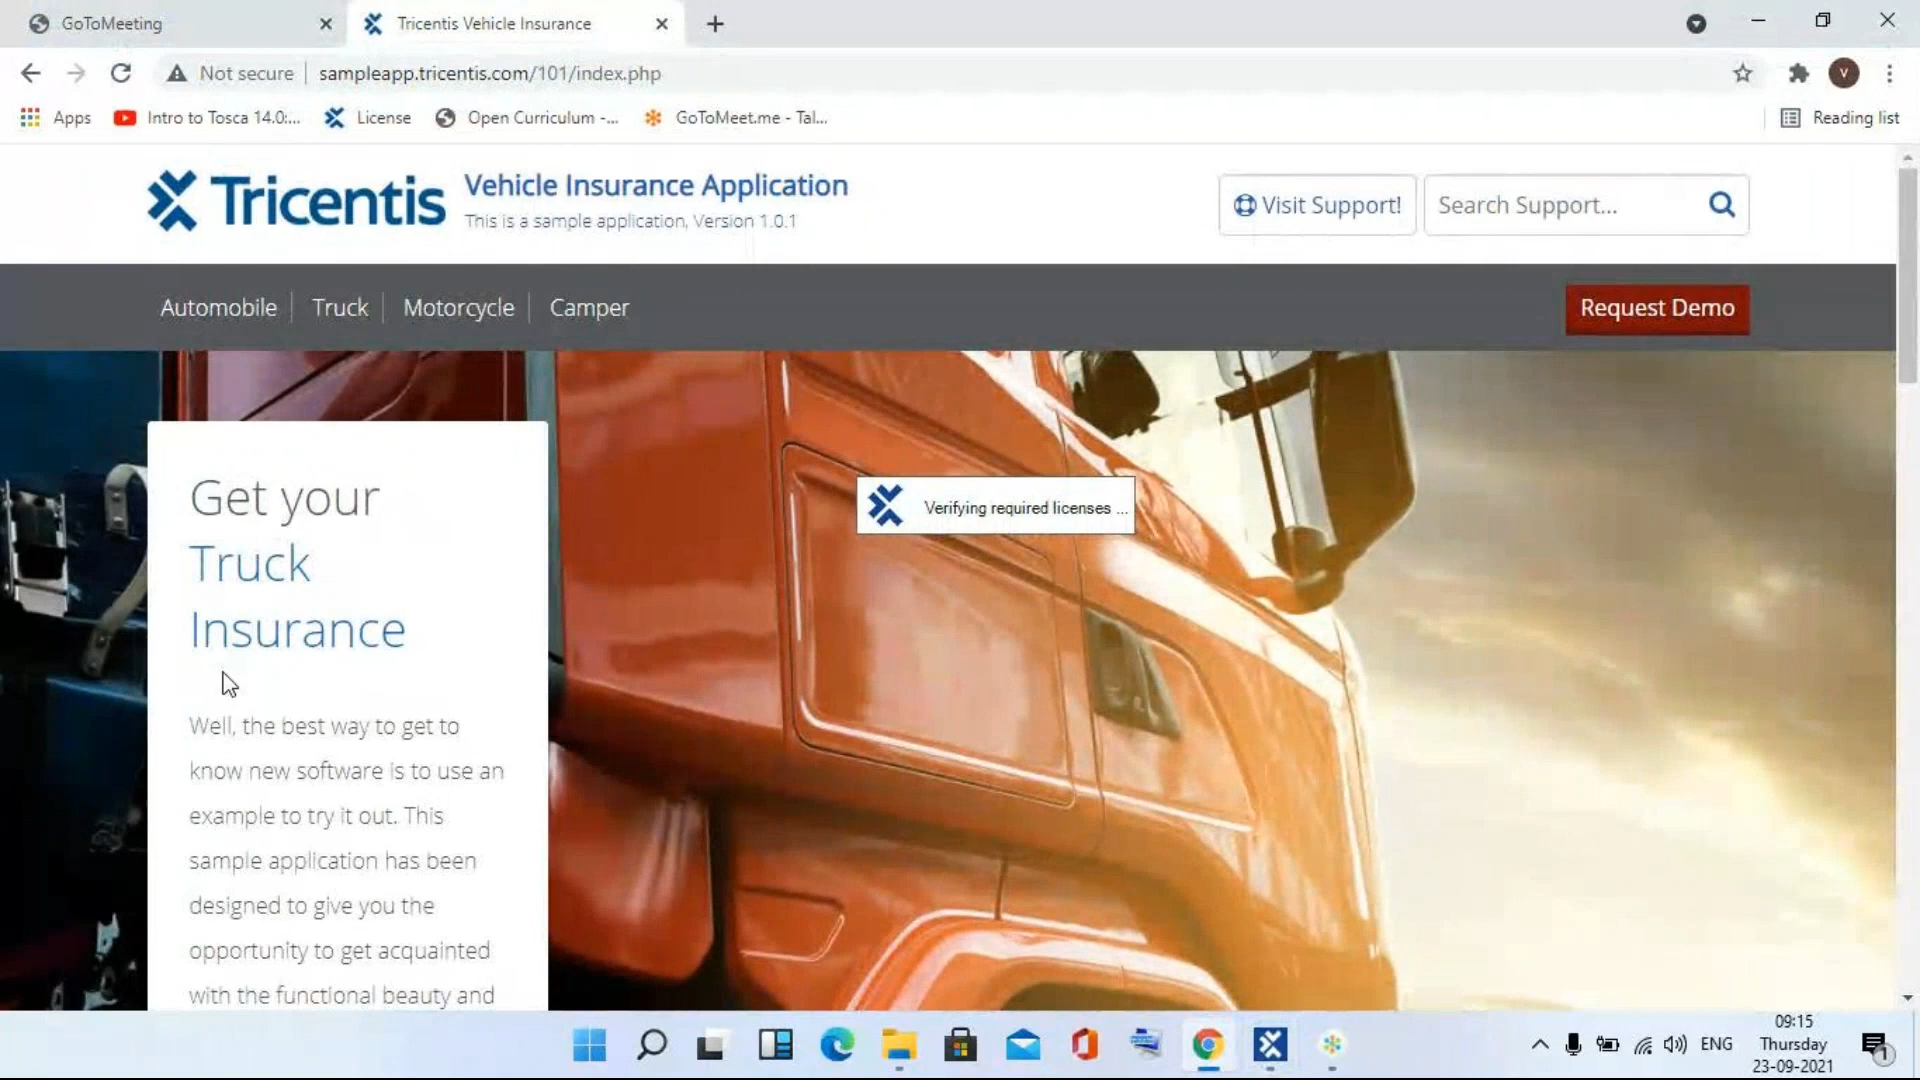 GoToMeeting
Tricentis Vehicle Insurance
Not secure
sampleapp.tricentis.com/101/index.php
V
Apps
Intro to Tosca 14.0:...
License
Open Curriculum -...
GoToMeet.me - Tal...
Reading list
Tricentis
Vehicle Insurance Application
This is a sample application, Version 1.0.1
Visit Support!
Search Support...
Automobile
Truck
Motorcycle
Camper
Request Demo
Get your
Truck
Insurance
Verifying required licenses ...
Well, the best way to get to
know new software is to use an
example to try it out. This
sample application has been
designed to give you the
opportunity to get acquainted
with the functional beauty and
ENG
09:15
Thursday
23-09-2021
1